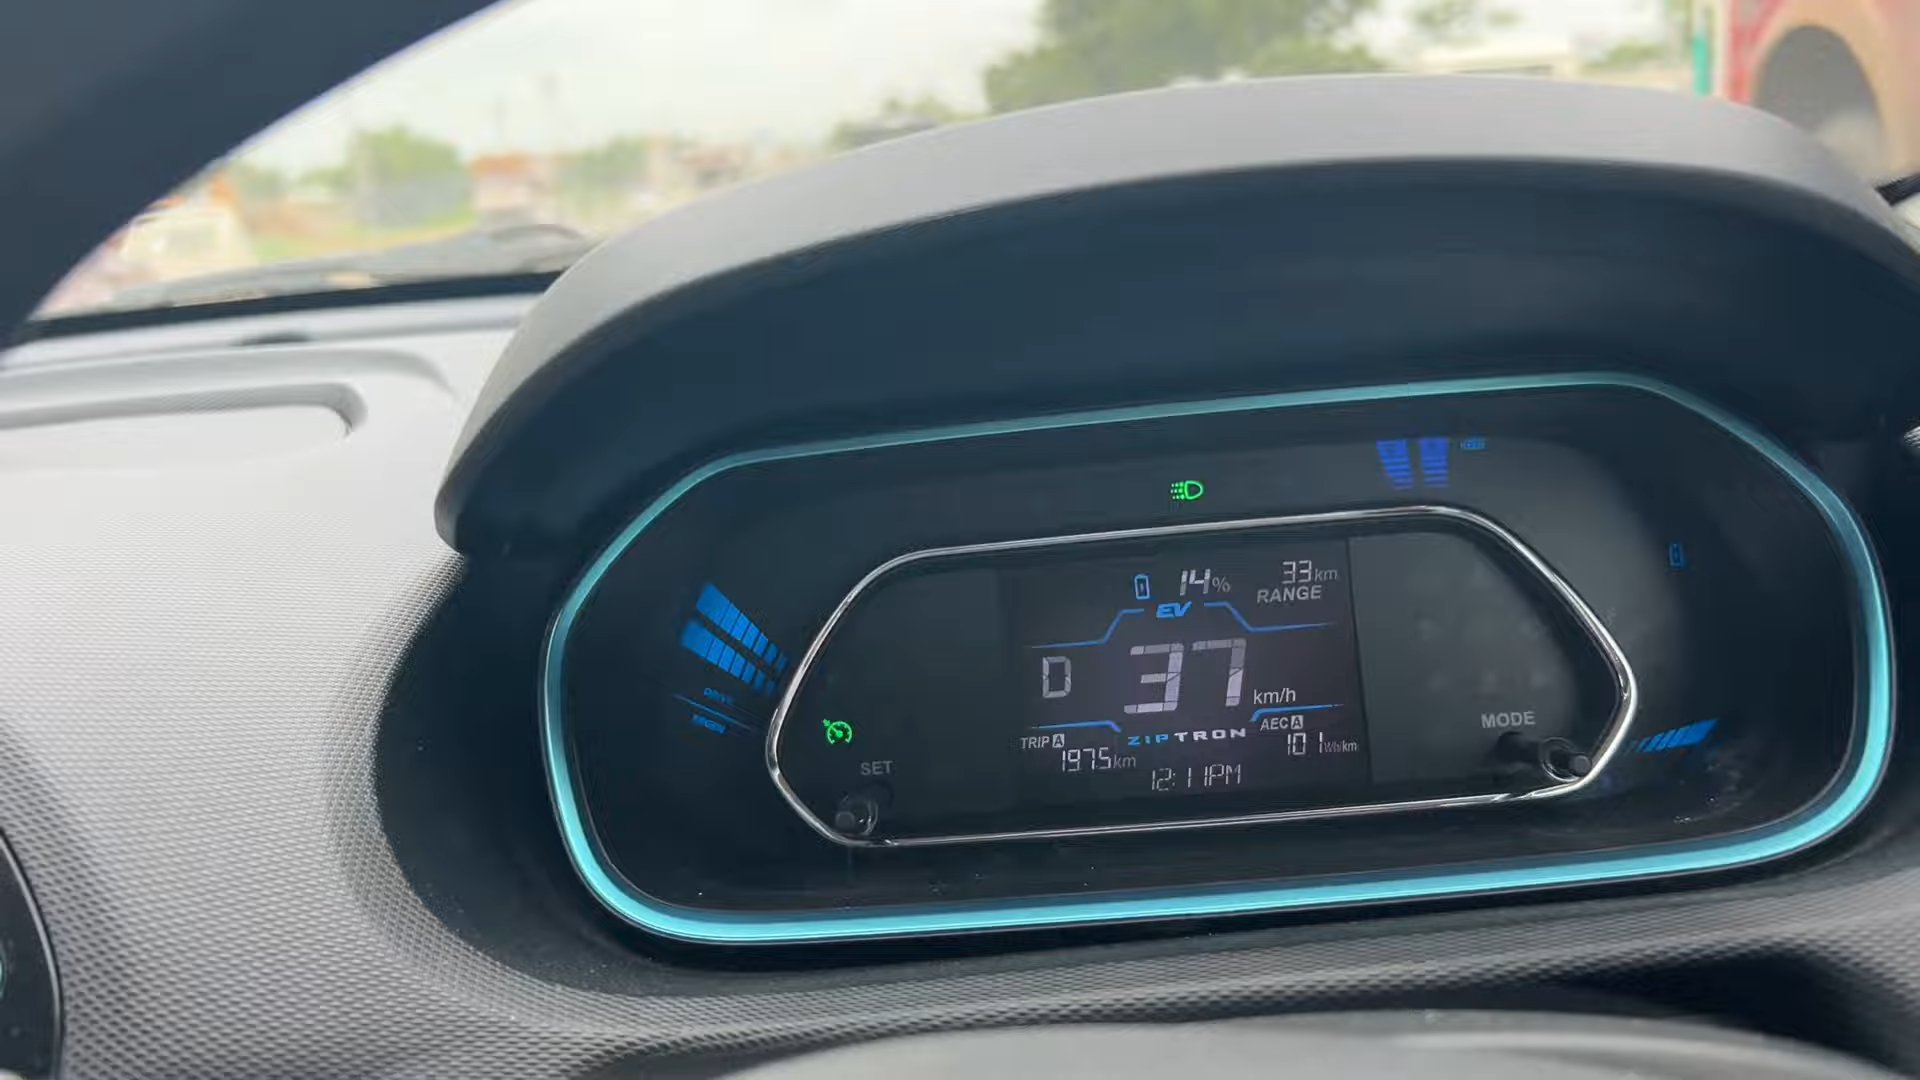 14%
33km
RANGE
EV
D
37
km/h
MODE
DRIVE
REGEN
SET
TRIP A
197.5km
ZIPTRON
AEC A
101 Wh/km
12:11PM